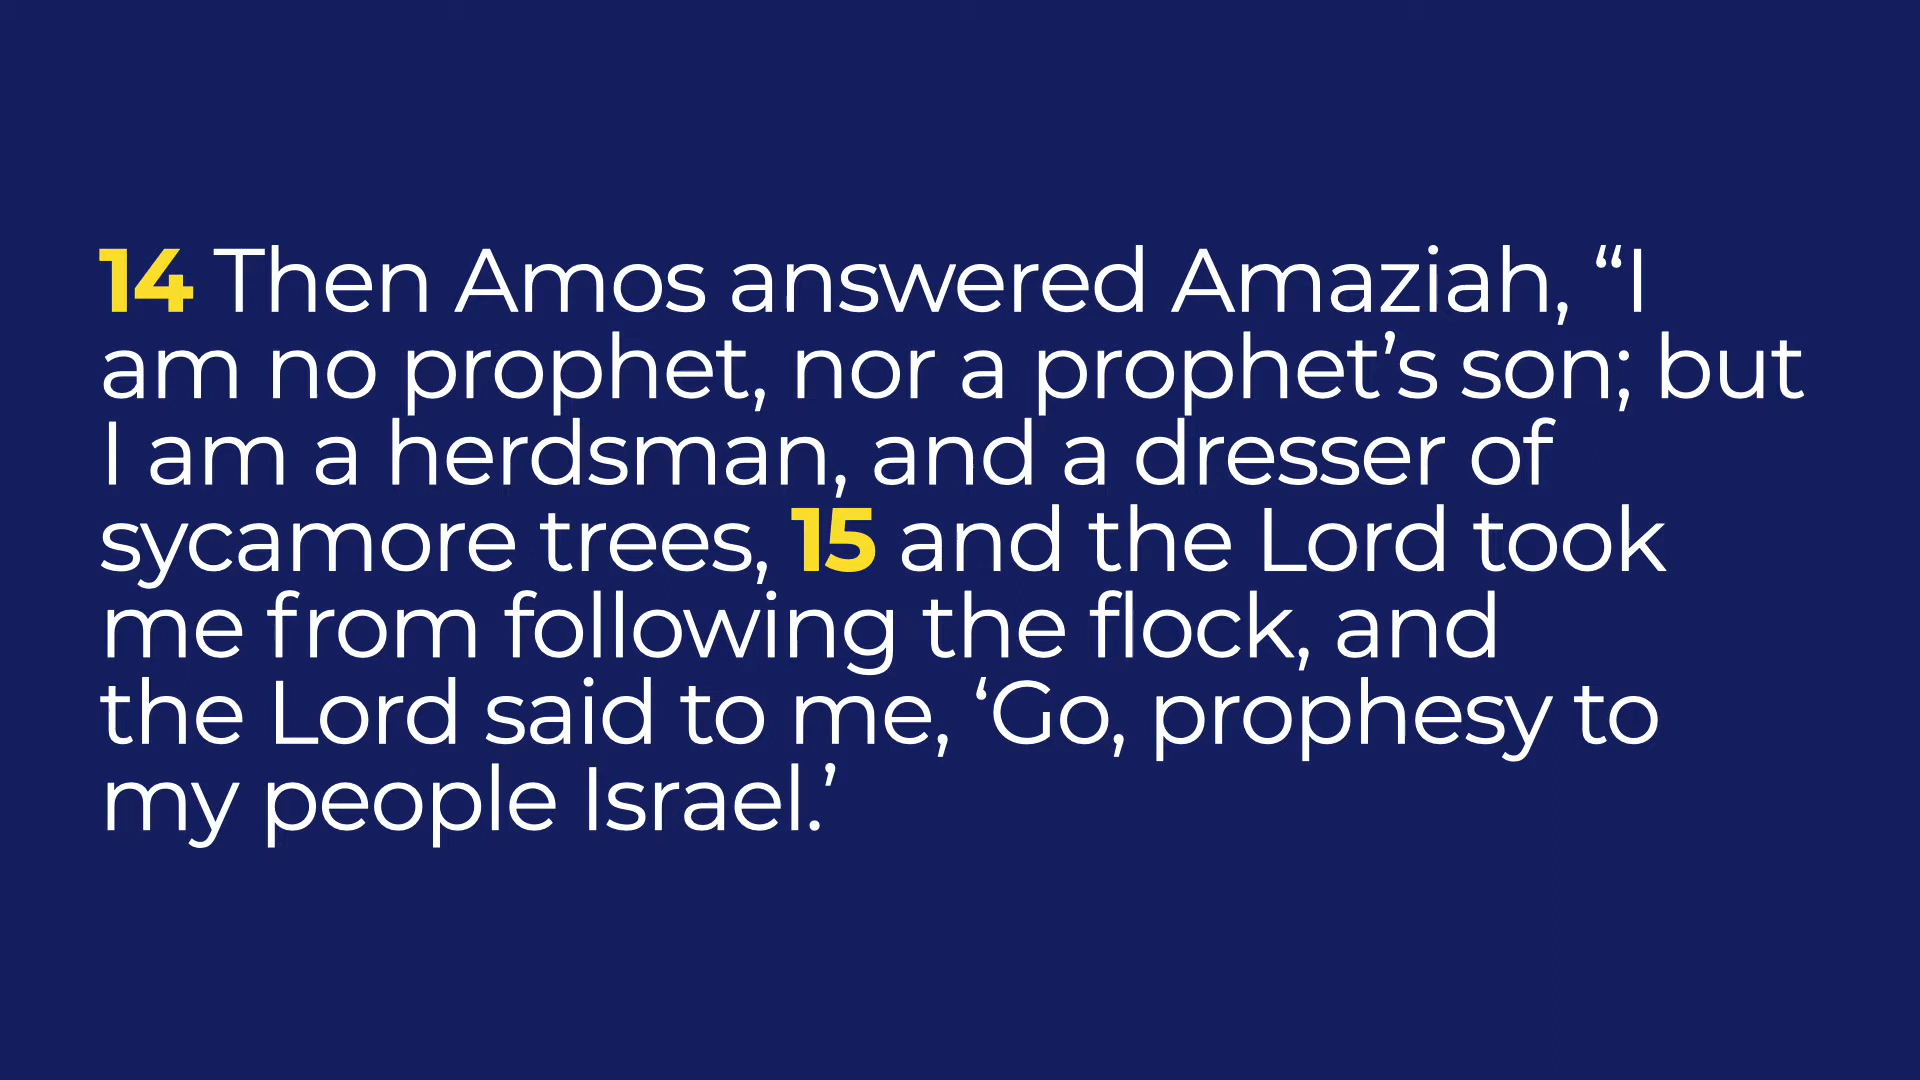 14 Then Amos answered Amaziah, “I
am no prophet, nor a prophet’s son; but
I am a herdsman, and a dresser of
sycamore trees, 15 and the Lord took
me from following the flock, and
the Lord said to me, ‘Go, prophesy to
my people Israel.’